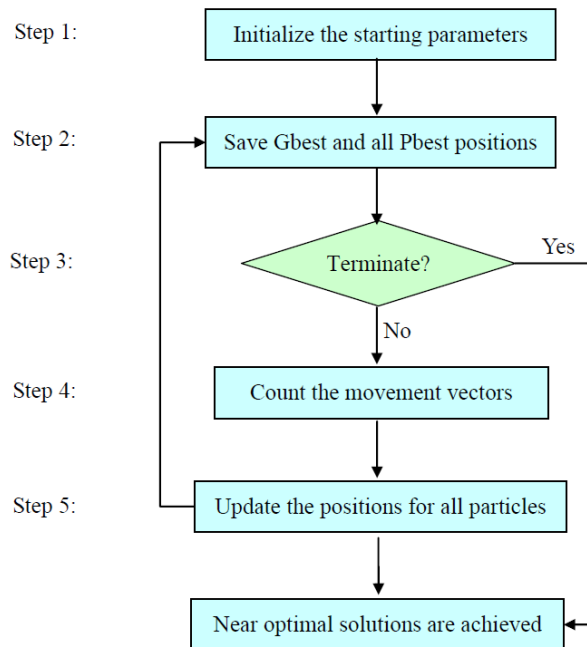 Step 1:
Initialize the starting parameters
Step 2:
Save Gbest and all Pbest positions
Step 3:
Terminate?
Yes
No
Step 4:
Count the movement vectors
Step 5:
Update the positions for all particles
Near optimal solutions are achieved